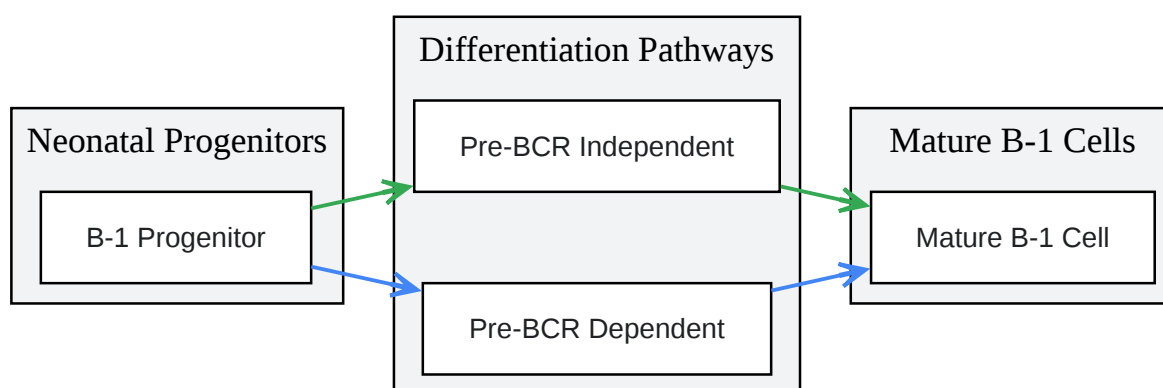 Differentiation Pathways
Neonatal Progenitors
Pre-BCR Independent
Mature B-1 Cells
B-1 Progenitor
Mature B-1 Cell
Pre-BCR Dependent